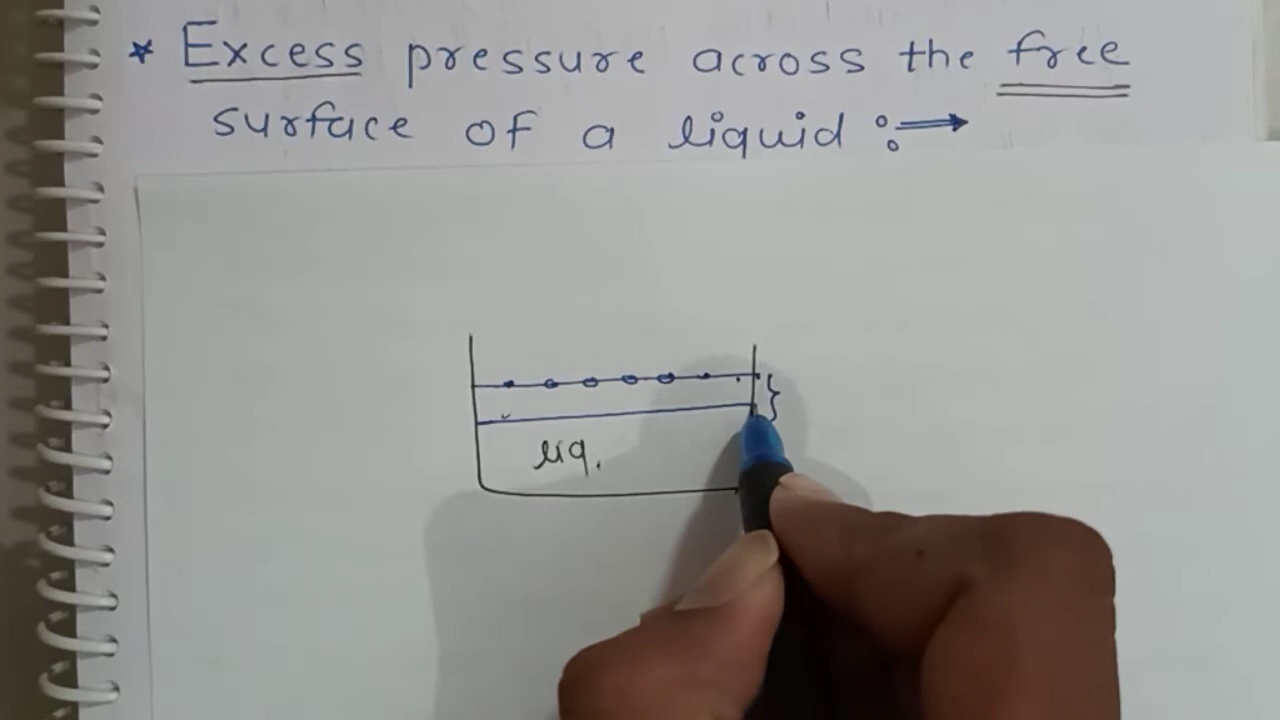 * Excess pressure across the free
surface of a liquid :→
liq.